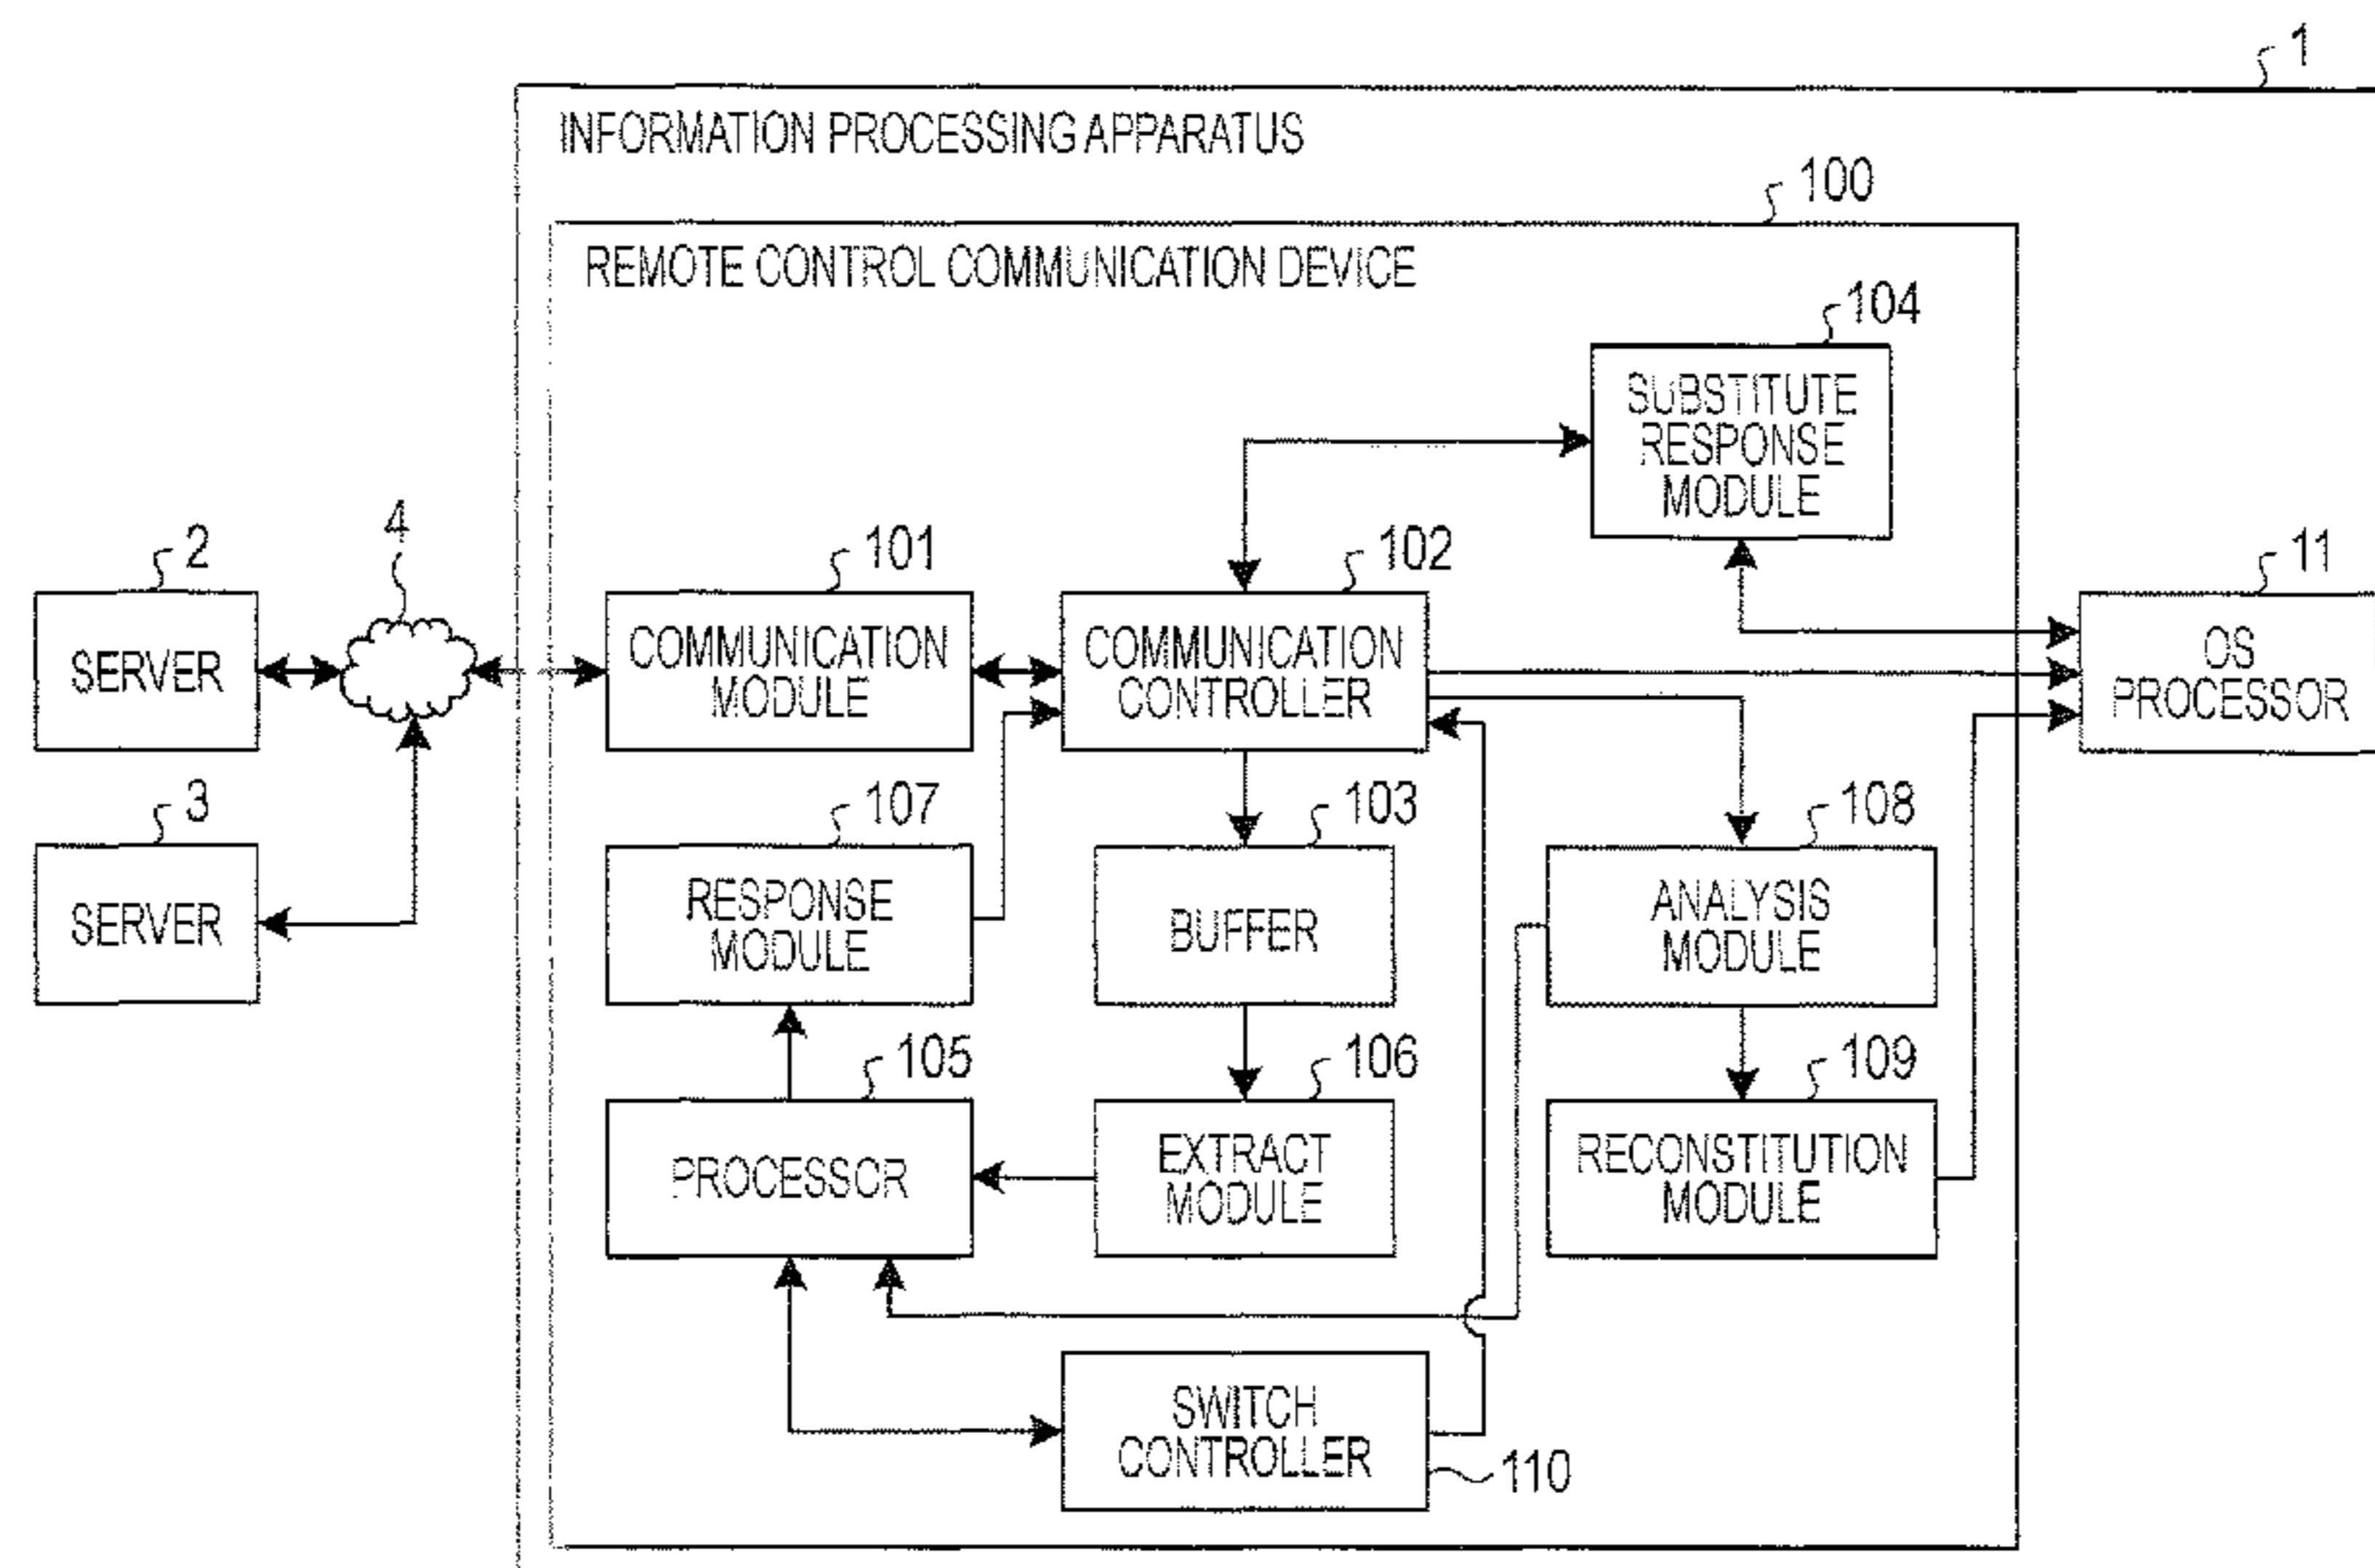 1
INFORMATION PROCESSING APPARATUS
100
REMOTE CONTROL COMMUNICATION DEVICE
104
SUBSTITUTE
RESPONSE
MODULE
2
4
101
102
11
SERVER
COMMUNICATION
MODULE
COMMUNICATION
CONTROLLER
OS
PROCESSOR
3
107
103
108
SERVER
RESPONSE
MODULE
BUFFER
ANALYSIS
MODULE
105
106
109
PROCESSOR
EXTRACT
MODULE
RECONSTITUTION
MODULE
SWITCH
CONTROLLER
110